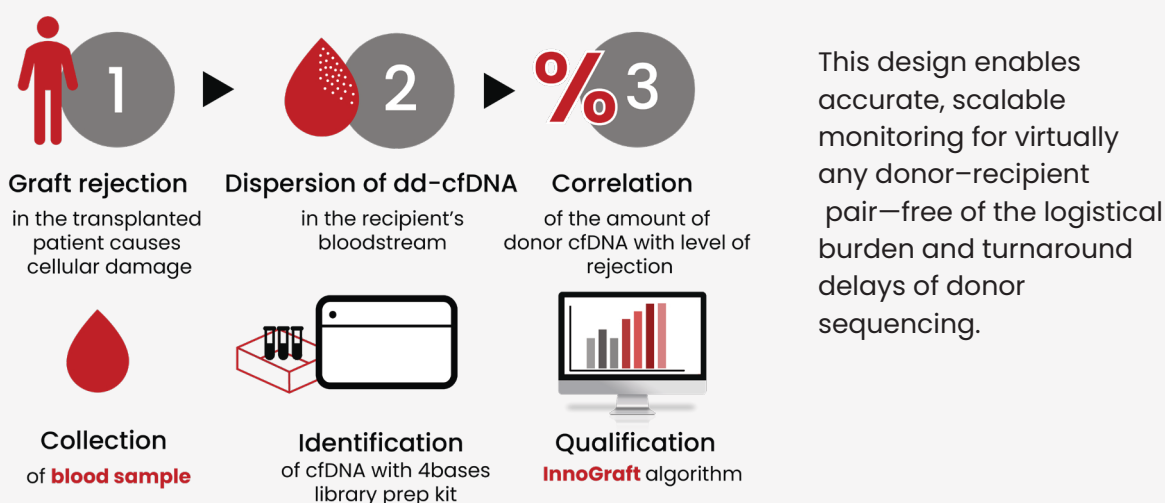 1
2
% 3
Graft rejection
in the transplanted
patient causes
cellular damage
Dispersion of dd-cfDNA
in the recipient's
bloodstream
Correlation
of the amount of
donor cfDNA with level of
rejection
Collection
of blood sample
Identification
of cfDNA with 4bases
library prep kit
Qualification
InnoGraft algorithm
This design enables
accurate, scalable
monitoring for virtually
any donor–recipient
pair—free of the logistical
burden and turnaround
delays of donor
sequencing.